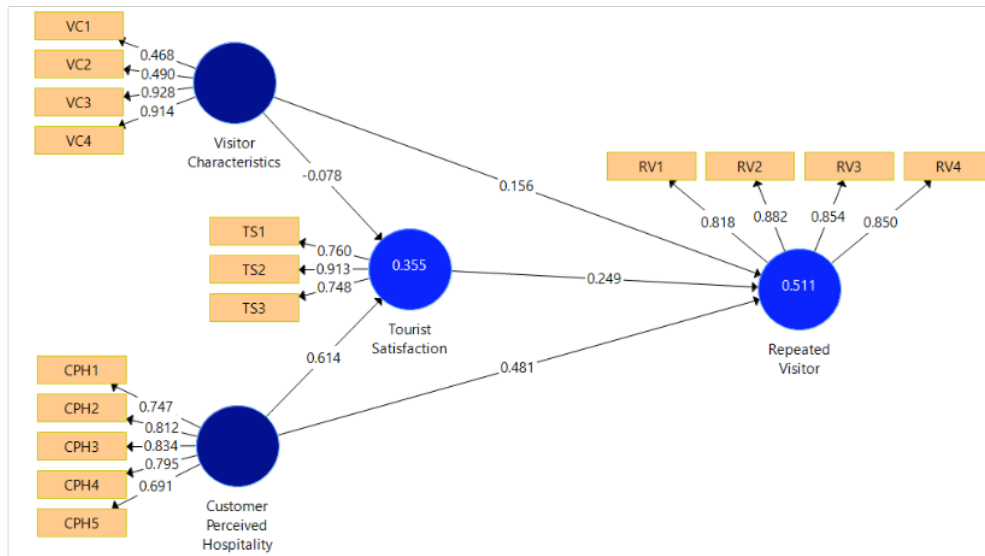 VC1
VC2
VC3
VC4
0.468
0.490
0.928
0.914
Visitor
Characteristics
-0.078
0.156
RV1
RV2
RV3
RV4
0.818
0.882
0.854
0.850
TS1
TS2
TS3
0.760
0.913
0.748
0.355
Tourist
Satisfaction
0.249
0.511
Repeated
Visitor
0.614
0.481
CPH1
CPH2
CPH3
CPH4
CPH5
0.747
0.812
0.834
0.795
0.691
Customer
Perceived
Hospitality